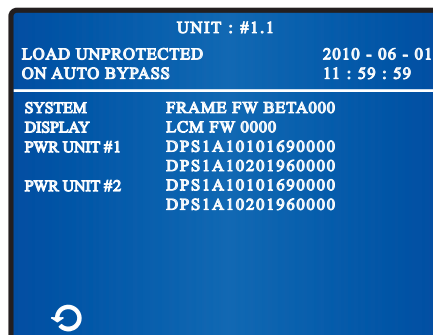 UNIT : #1.1
LOAD UNPROTECTED 2010 - 06 - 01
ON AUTO BYPASS 11 : 59 : 59
SYSTEM FRAME FW BETA000
DISPLAY LCM FW 0000
PWR UNIT #1 DPS1A10101690000
DPS1A10201960000
PWR UNIT #2 DPS1A10101690000
DPS1A10201960000